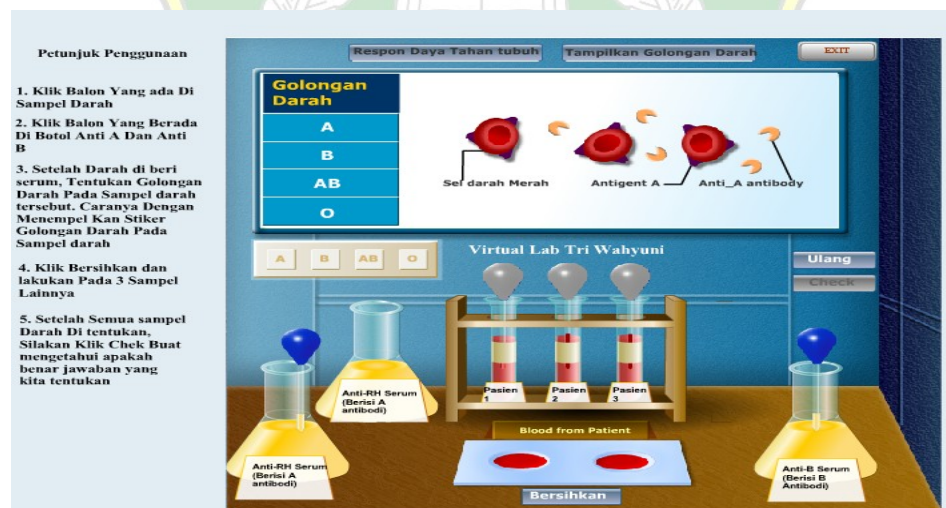 Petunjuk Penggunaan
1. Klik Balon Yang ada Di
Sampel Darah
2. Klik Balon Yang Berada
Di Botol Anti A Dan Anti
B
3. Setelah Darah di beri
serum, Tentukan Golongan
Darah Pada Sampel darah
tersebut. Caranya Dengan
Menempel Kan Stiker
Golongan Darah Pada
Sampel darah
4. Klik Bersihkan dan
lakukan Pada 3 Sampel
Lainnya
5. Setelah Semua sampel
Darah Di tentukan,
Silakan Klik Chek Buat
mengetahui apakah
benar jawaban yang
kita tentukan
Respon Daya Tahan tubuh
Tampilkan Golongan Darah
EXIT
Golongan
Darah
A
B
AB
O
Sel darah Merah
Antigent A
Anti_A antibody
A B AB O
Virtual Lab Tri Wahyuni
Ulang
Check
Anti-RH Serum
(Berisi A
antibodi)
Pasien
1
Pasien
2
Pasien
3
Blood from Patient
Anti-RH Serum
(Berisi A
antibodi)
Anti-B Serum
(Berisi B
Antibodi)
Bersihkan